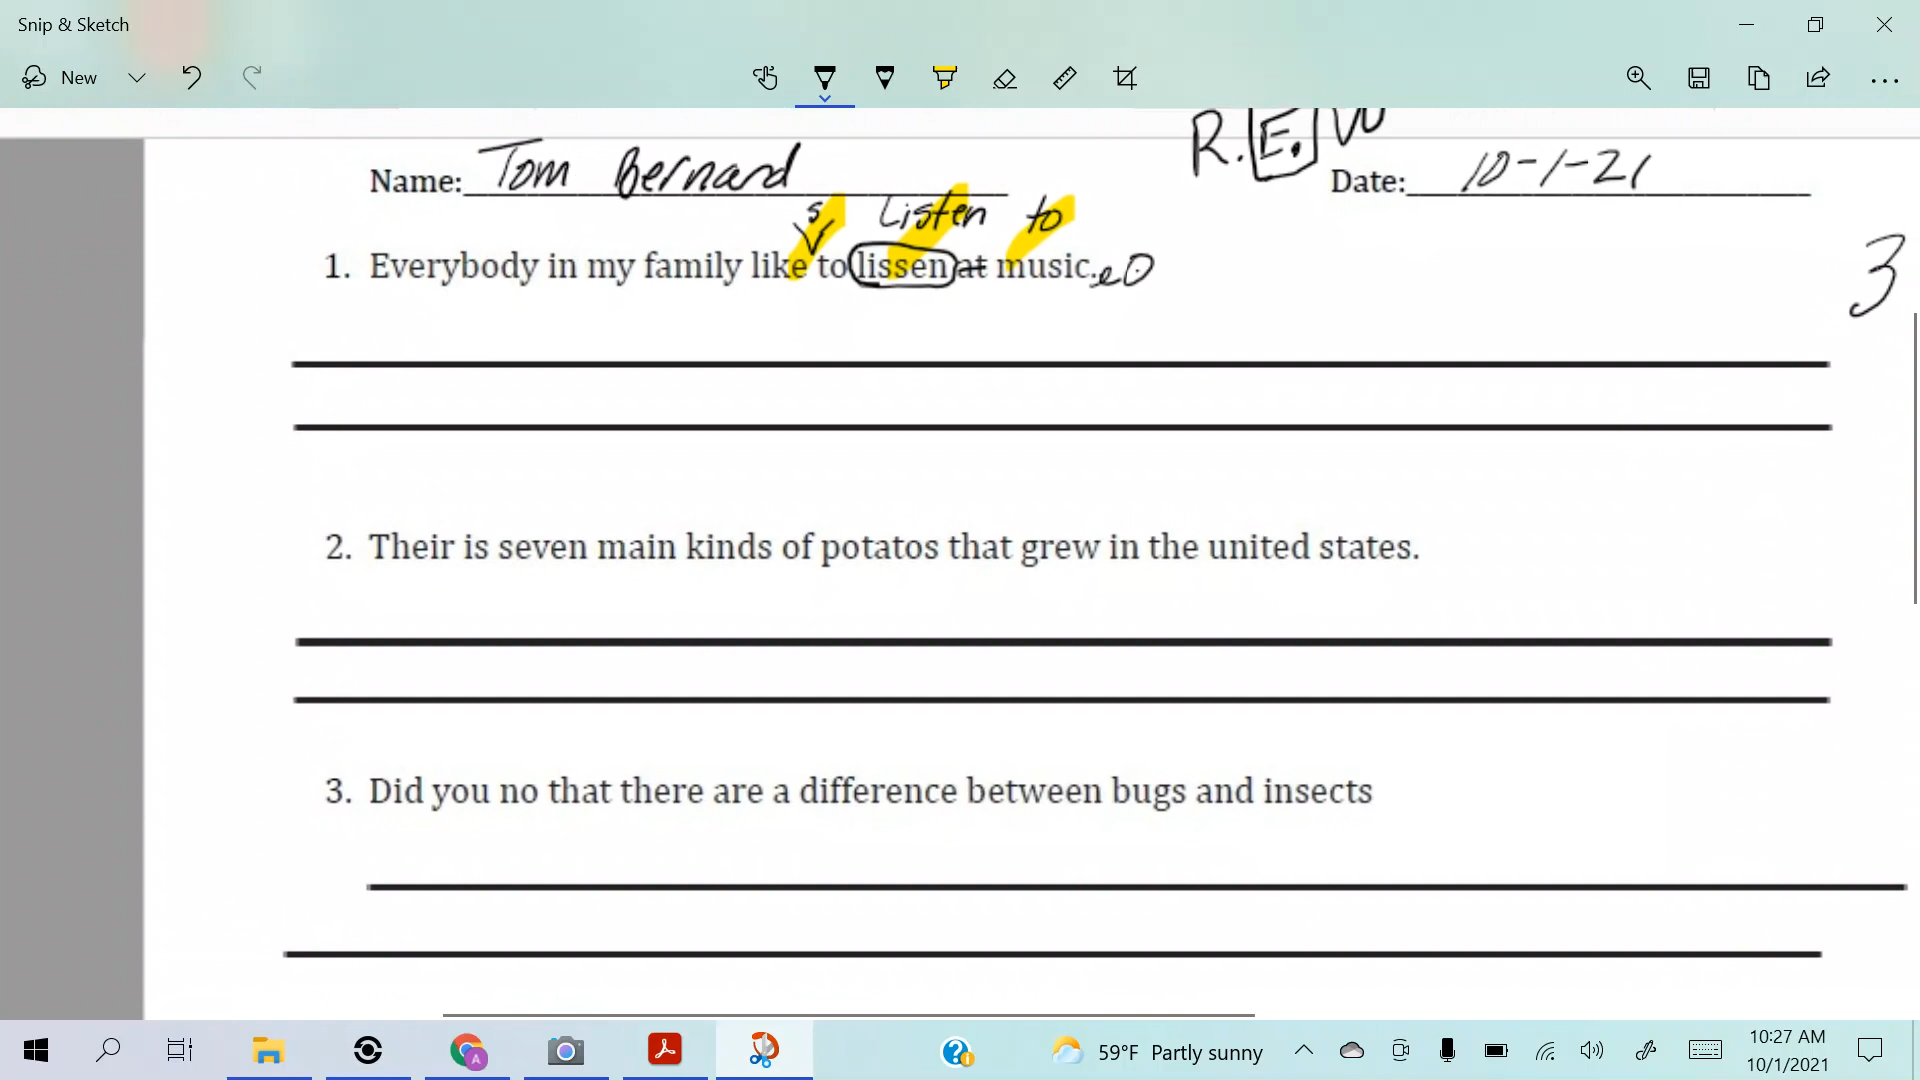 Snip & Sketch
New
R.E.W
Name: Tom Bernard Date: 10-1-21
s Listen to
1. Everybody in my family like to lissen at music.
3
2. Their is seven main kinds of potatos that grew in the united states.
3. Did you no that there are a difference between bugs and insects
59°F Partly sunny
10:27 AM
10/1/2021